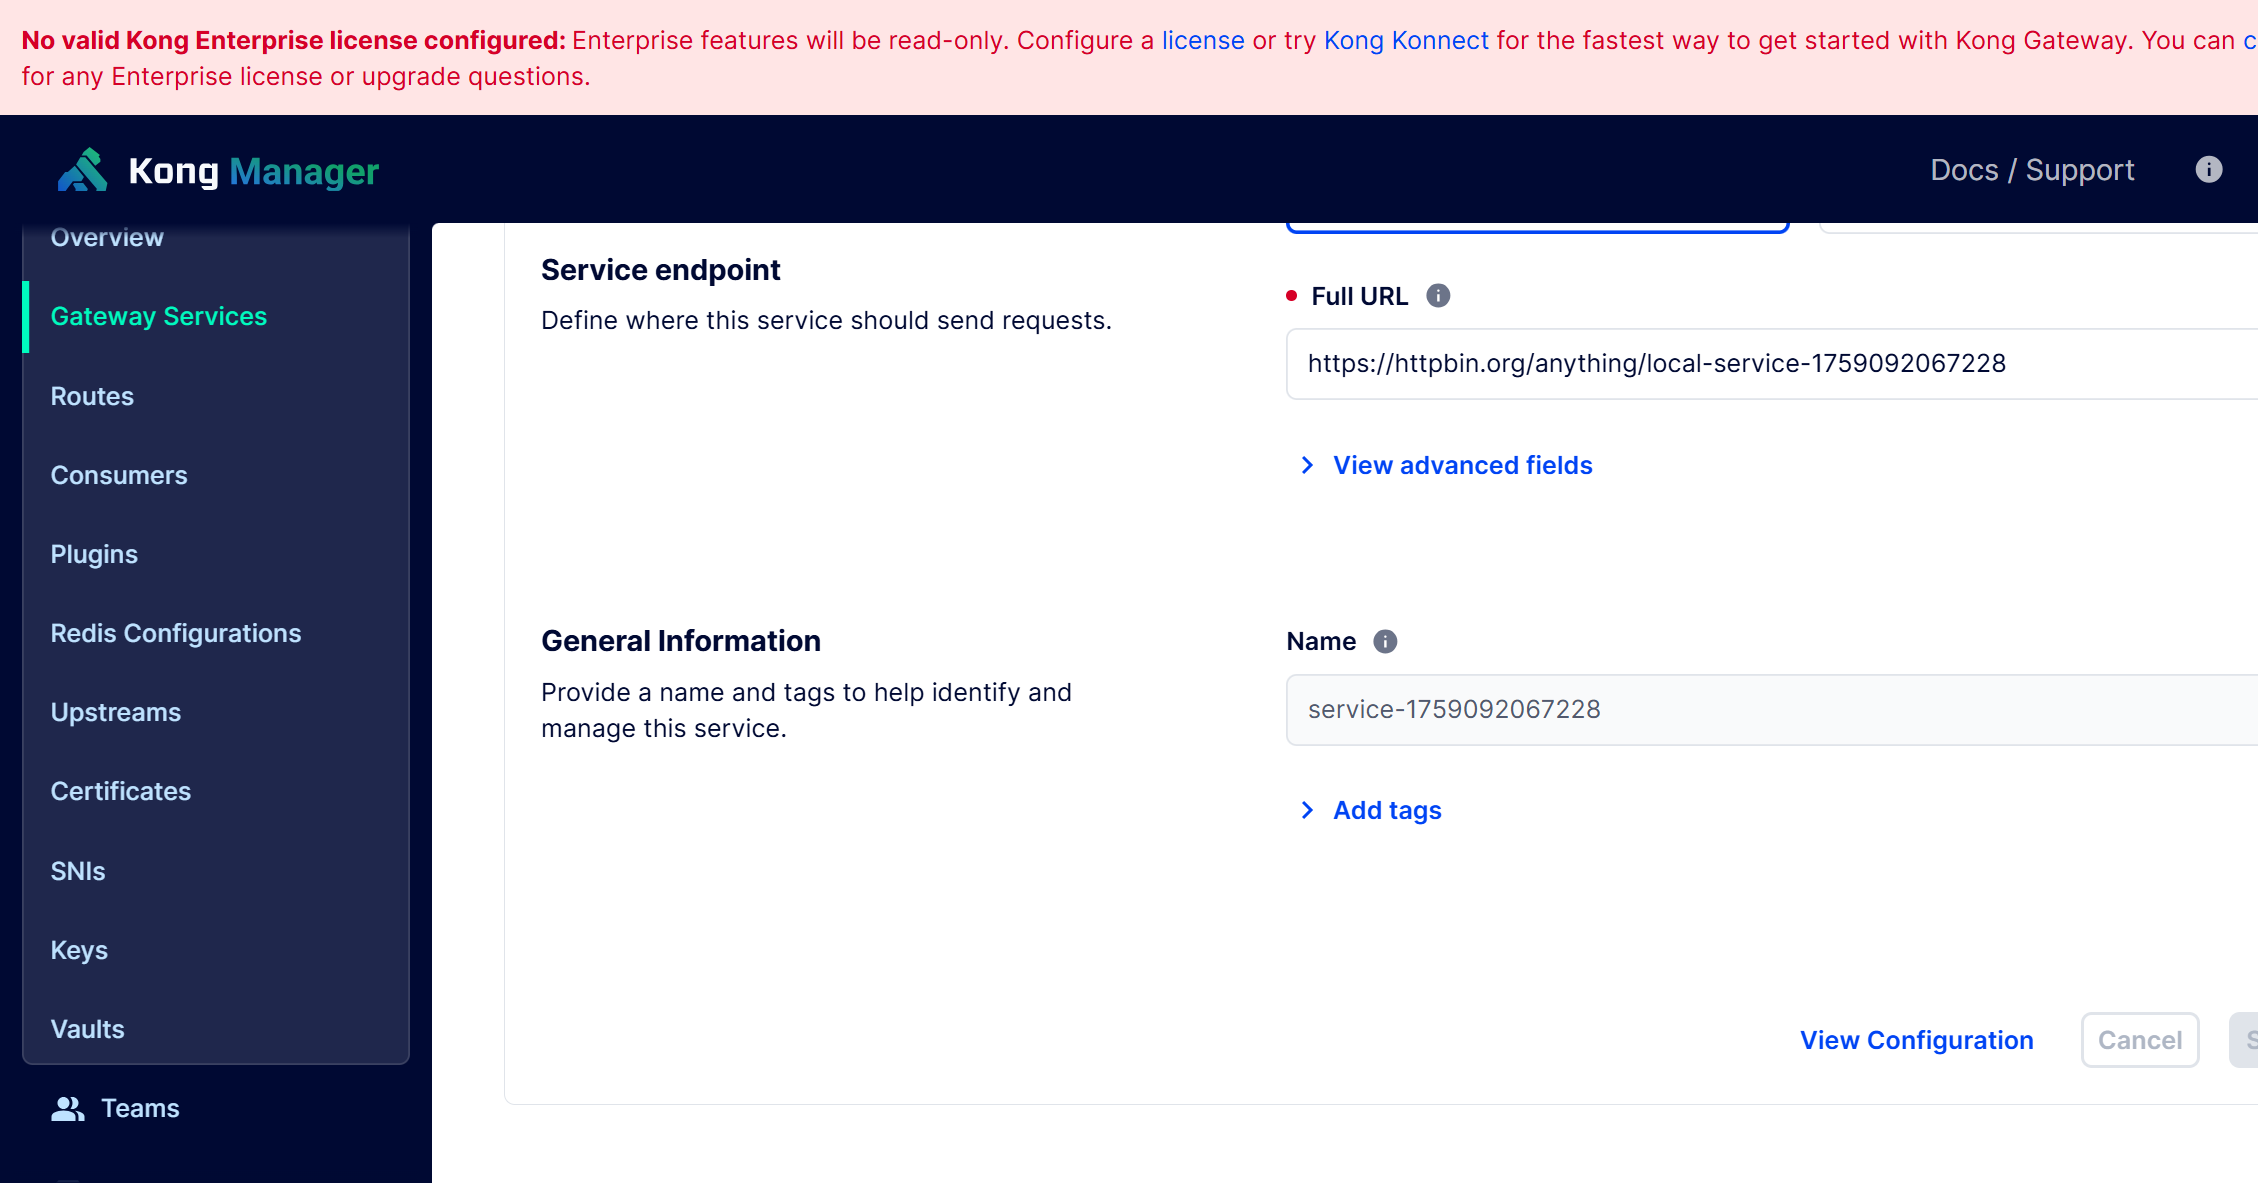 No valid Kong Enterprise license configured: Enterprise features will be read-only. Configure a license or try Kong Konnect for the fastest way to get started with Kong Gateway. You can
for any Enterprise license or upgrade questions.
Kong Manager
Docs / Support
Overview
Gateway Services
Routes
Consumers
Plugins
Redis Configurations
Upstreams
Certificates
SNIs
Keys
Vaults
Teams
Service endpoint
Define where this service should send requests.
Full URL
https://httpbin.org/anything/local-service-1759092067228
View advanced fields
General Information
Provide a name and tags to help identify and
manage this service.
Name
service-1759092067228
Add tags
View Configuration
Cancel